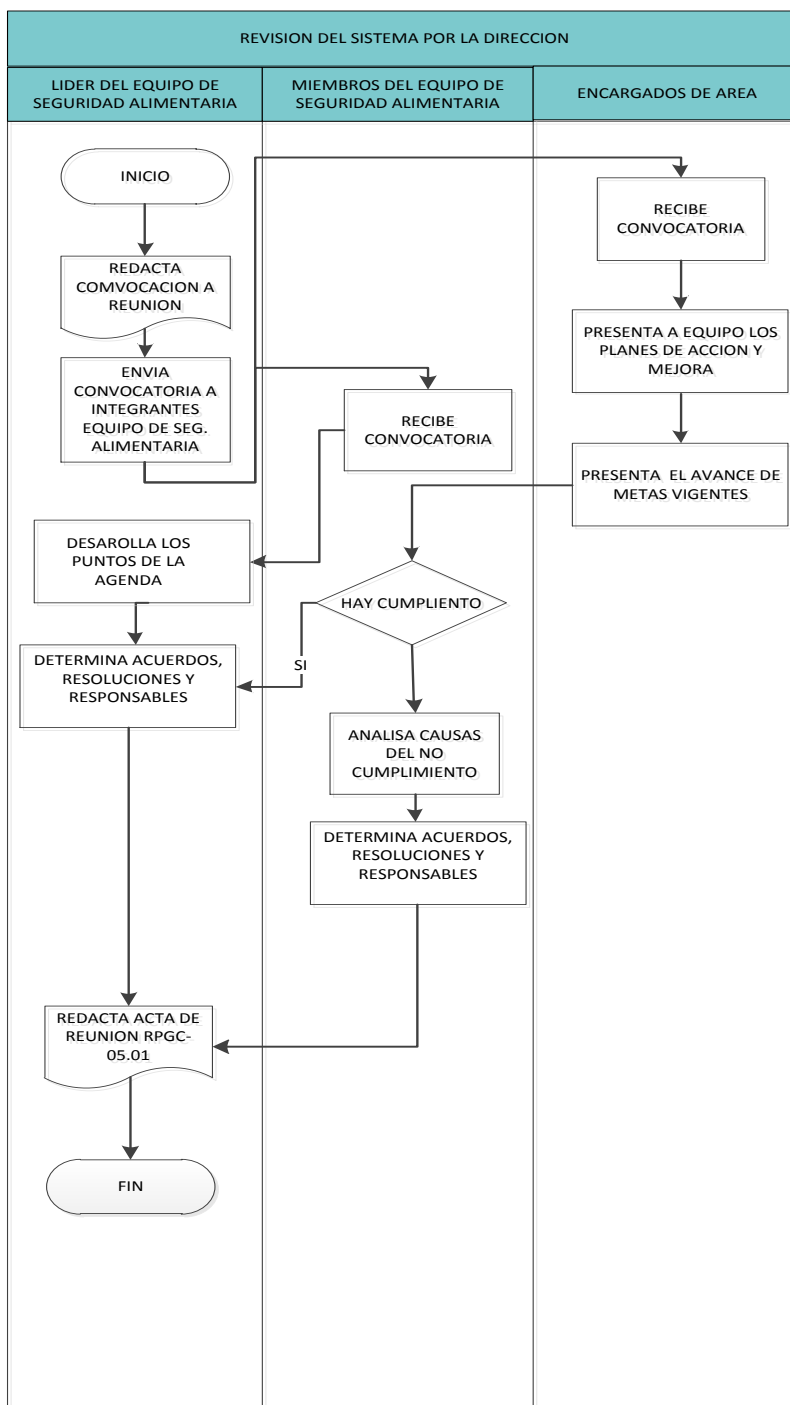 REVISION DEL SISTEMA POR LA DIRECCION
LIDER DEL EQUIPO DE
SEGURIDAD ALIMENTARIA
MIEMBROS DEL EQUIPO DE
SEGURIDAD ALIMENTARIA
ENCARGADOS DE AREA
INICIO
REDACTA
COMVOCACION A
REUNION
ENVIA
CONVOCATORIA A
INTEGRANTES
EQUIPO DE SEG.
ALIMENTARIA
RECIBE
CONVOCATORIA
PRESENTA A EQUIPO LOS
PLANES DE ACCION Y
MEJORA
RECIBE
CONVOCATORIA
PRESENTA EL AVANCE DE
METAS VIGENTES
DESAROLLA LOS
PUNTOS DE LA
AGENDA
HAY CUMPLIENTO
SI
DETERMINA ACUERDOS,
RESOLUCIONES Y
RESPONSABLES
ANALISA CAUSAS
DEL NO
CUMPLIMIENTO
DETERMINA ACUERDOS,
RESOLUCIONES Y
RESPONSABLES
REDACTA ACTA DE
REUNION RPGC-
05.01
FIN